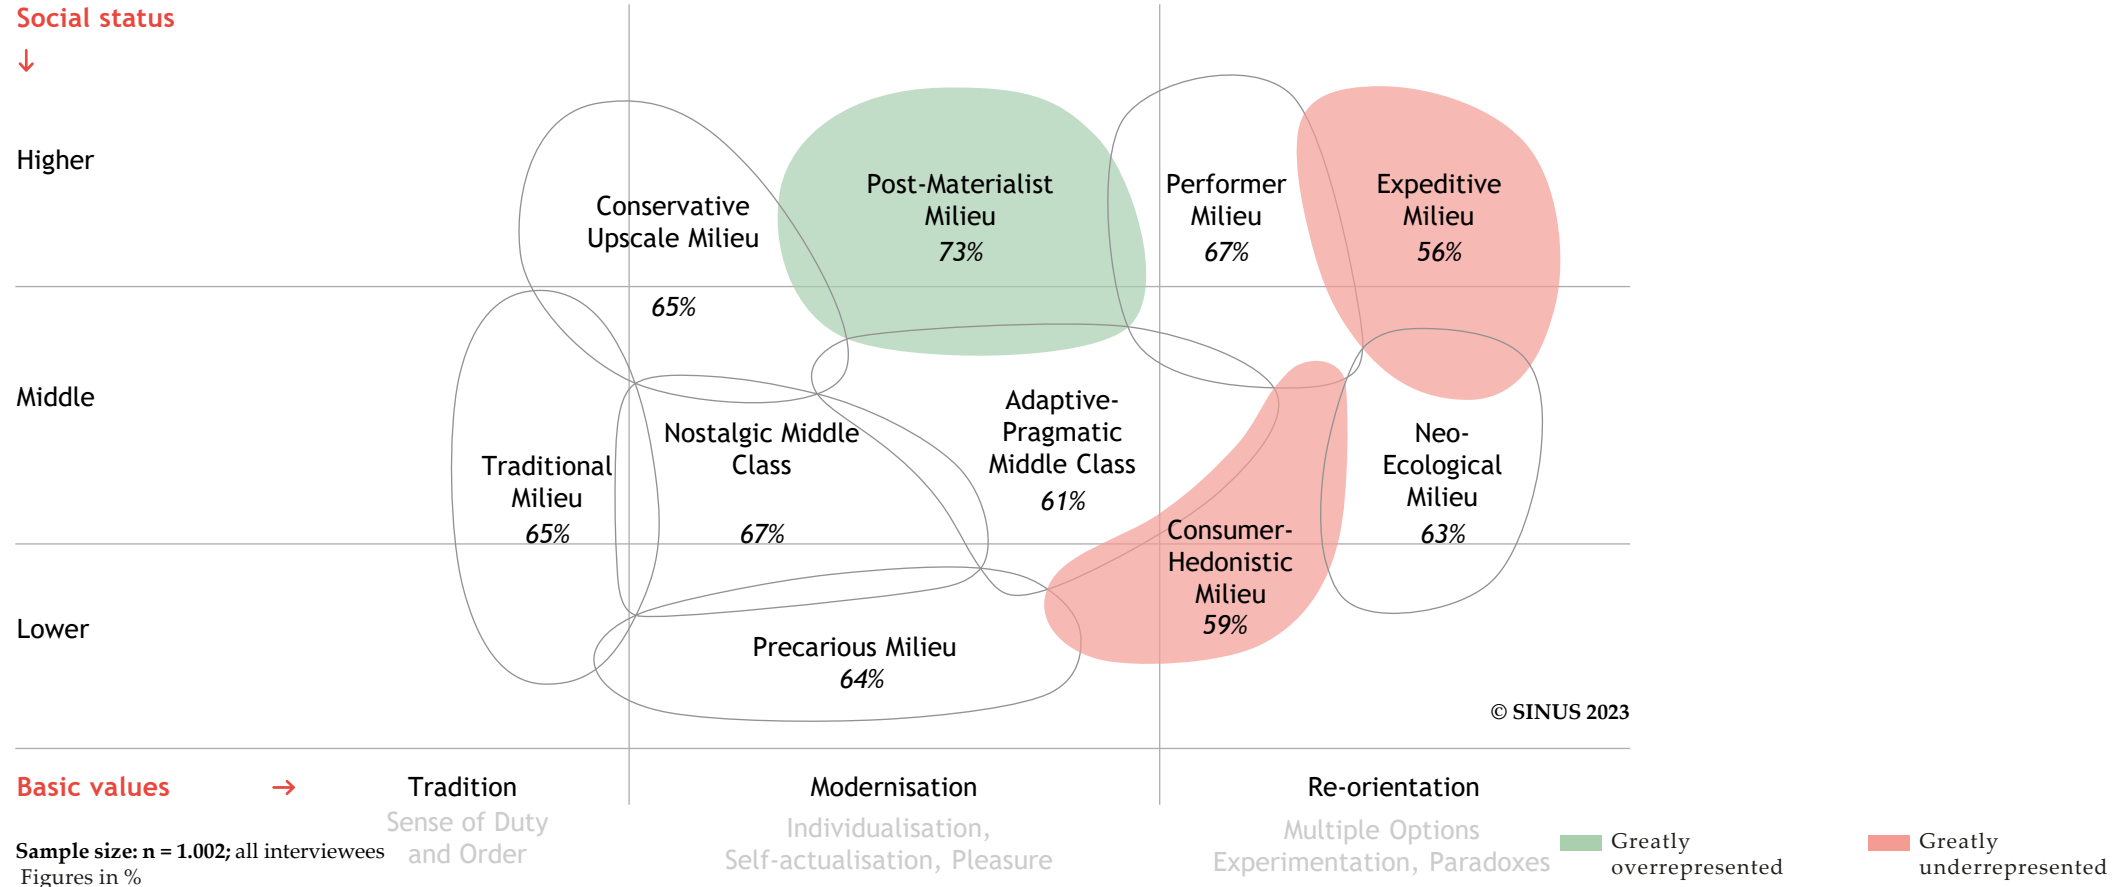 Social status
↓
Higher
Conservative
Upscale Milieu
65%
Post-Materialist
Milieu
73%
Performer
Milieu
67%
Expeditive
Milieu
56%
Middle
Traditional
Milieu
65%
Nostalgic Middle
Class
67%
Adaptive-
Pragmatic
Middle Class
61%
Consumer-
Hedonistic
Milieu
59%
Neo-
Ecological
Milieu
63%
Lower
Precarious Milieu
64%
© SINUS 2023
Basic values →
Tradition
Sense of Duty
and Order
Modernisation
Individualisation,
Self-actualisation, Pleasure
Re-orientation
Multiple Options
Experimentation, Paradoxes
Sample size: n = 1.002; all interviewees
Figures in %
Greatly
overrepresented
Greatly
underrepresented